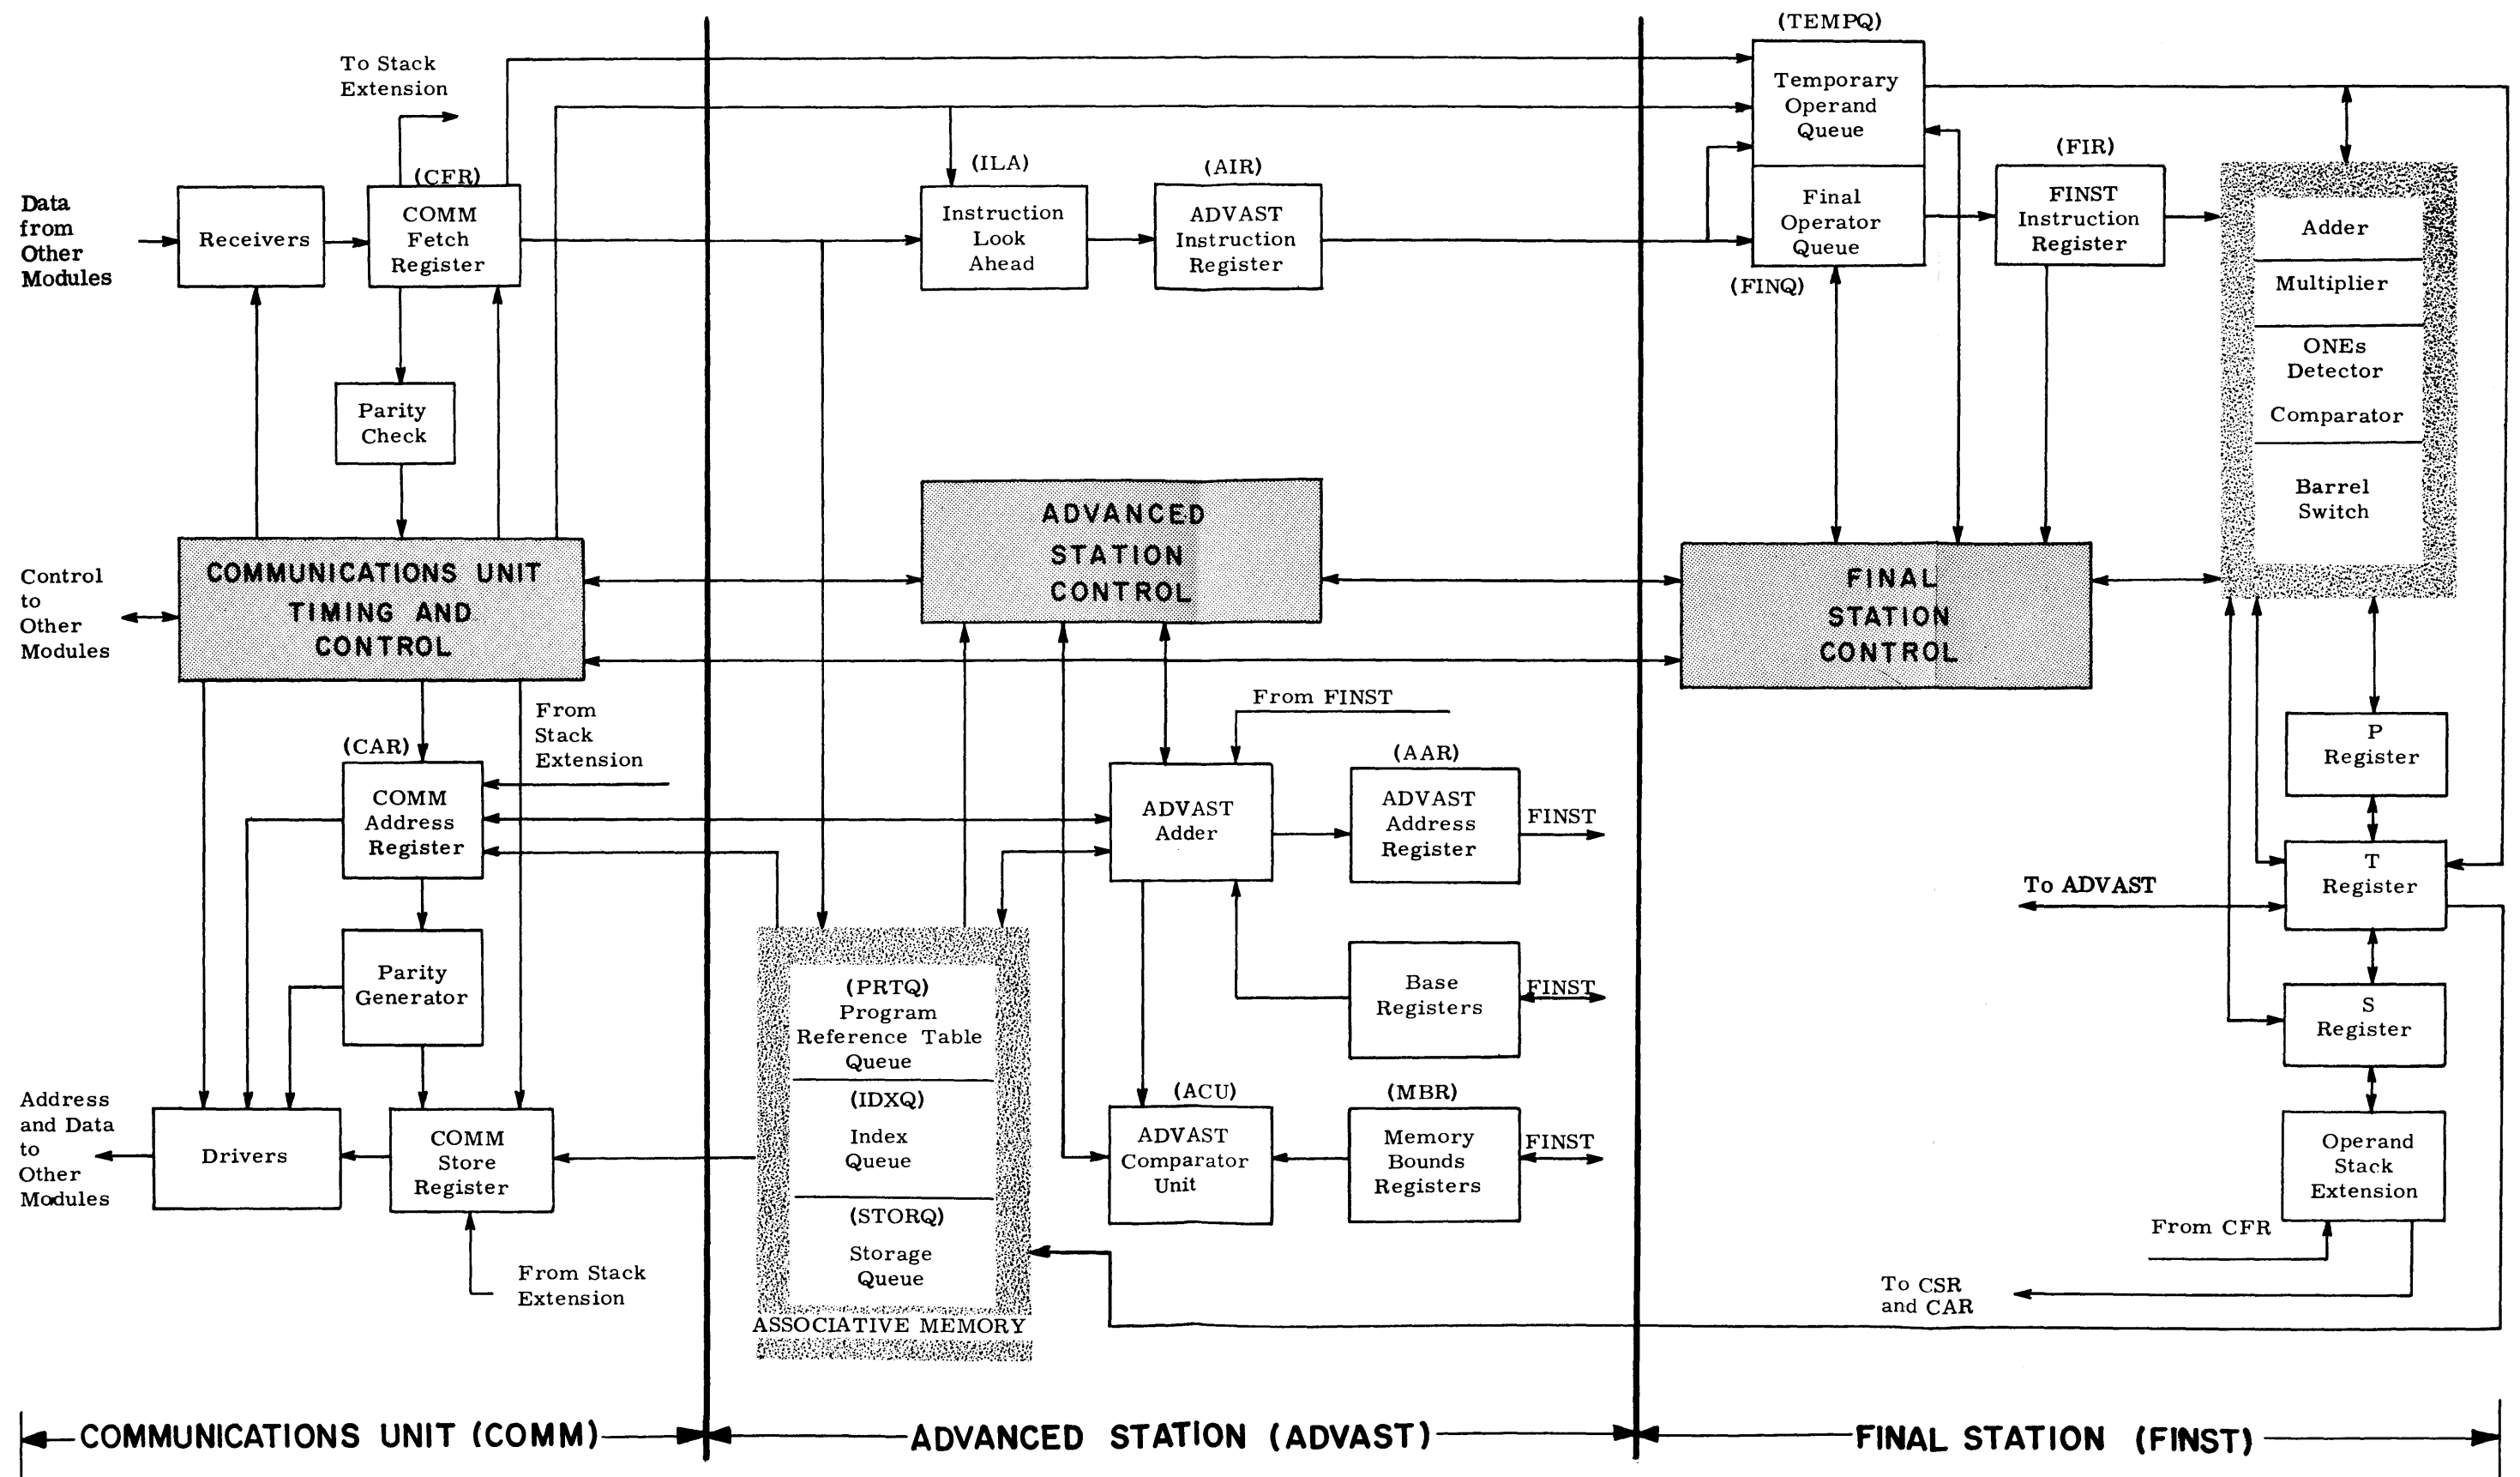 (TEMPQ)
To Stack
Extension
Temporary
Operand
Queue
(CFR)
(ILA)
(AIR)
(FIR)
Data
from
Other
Modules
Receivers
COMM
Fetch
Register
Instruction
Look
Ahead
ADVAST
Instruction
Register
Final
Operator
Queue
(FINQ)
FINST
Instruction
Register
Adder
Multiplier
ONEs
Detector
Comparator
Barrel
Switch
Parity
Check
Control
to
Other
Modules
COMMUNICATIONS UNIT
TIMING AND
CONTROL
ADVANCED
STATION
CONTROL
FINAL
STATION
CONTROL
From
Stack
Extension
(CAR)
COMM
Address
Register
From FINST
ADVAST
Adder
(AAR)
ADVAST
Address
Register
FINST
P
Register
T
Register
To ADVAST
Parity
Generator
(PRTQ)
Program
Reference Table
Queue
Base
Registers
FINST
S
Register
Address
and Data
to
Other
Modules
Drivers
COMM
Store
Register
(IDXQ)
Index
Queue
(ACU)
ADVAST
Comparator
Unit
(MBR)
Memory
Bounds
Registers
FINST
Operand
Stack
Extension
From Stack
Extension
(STORQ)
Storage
Queue
ASSOCIATIVE MEMORY
From CFR
To CSR
and CAR
COMMUNICATIONS UNIT (COMM)
ADVANCED STATION (ADVAST)
FINAL STATION (FINST)